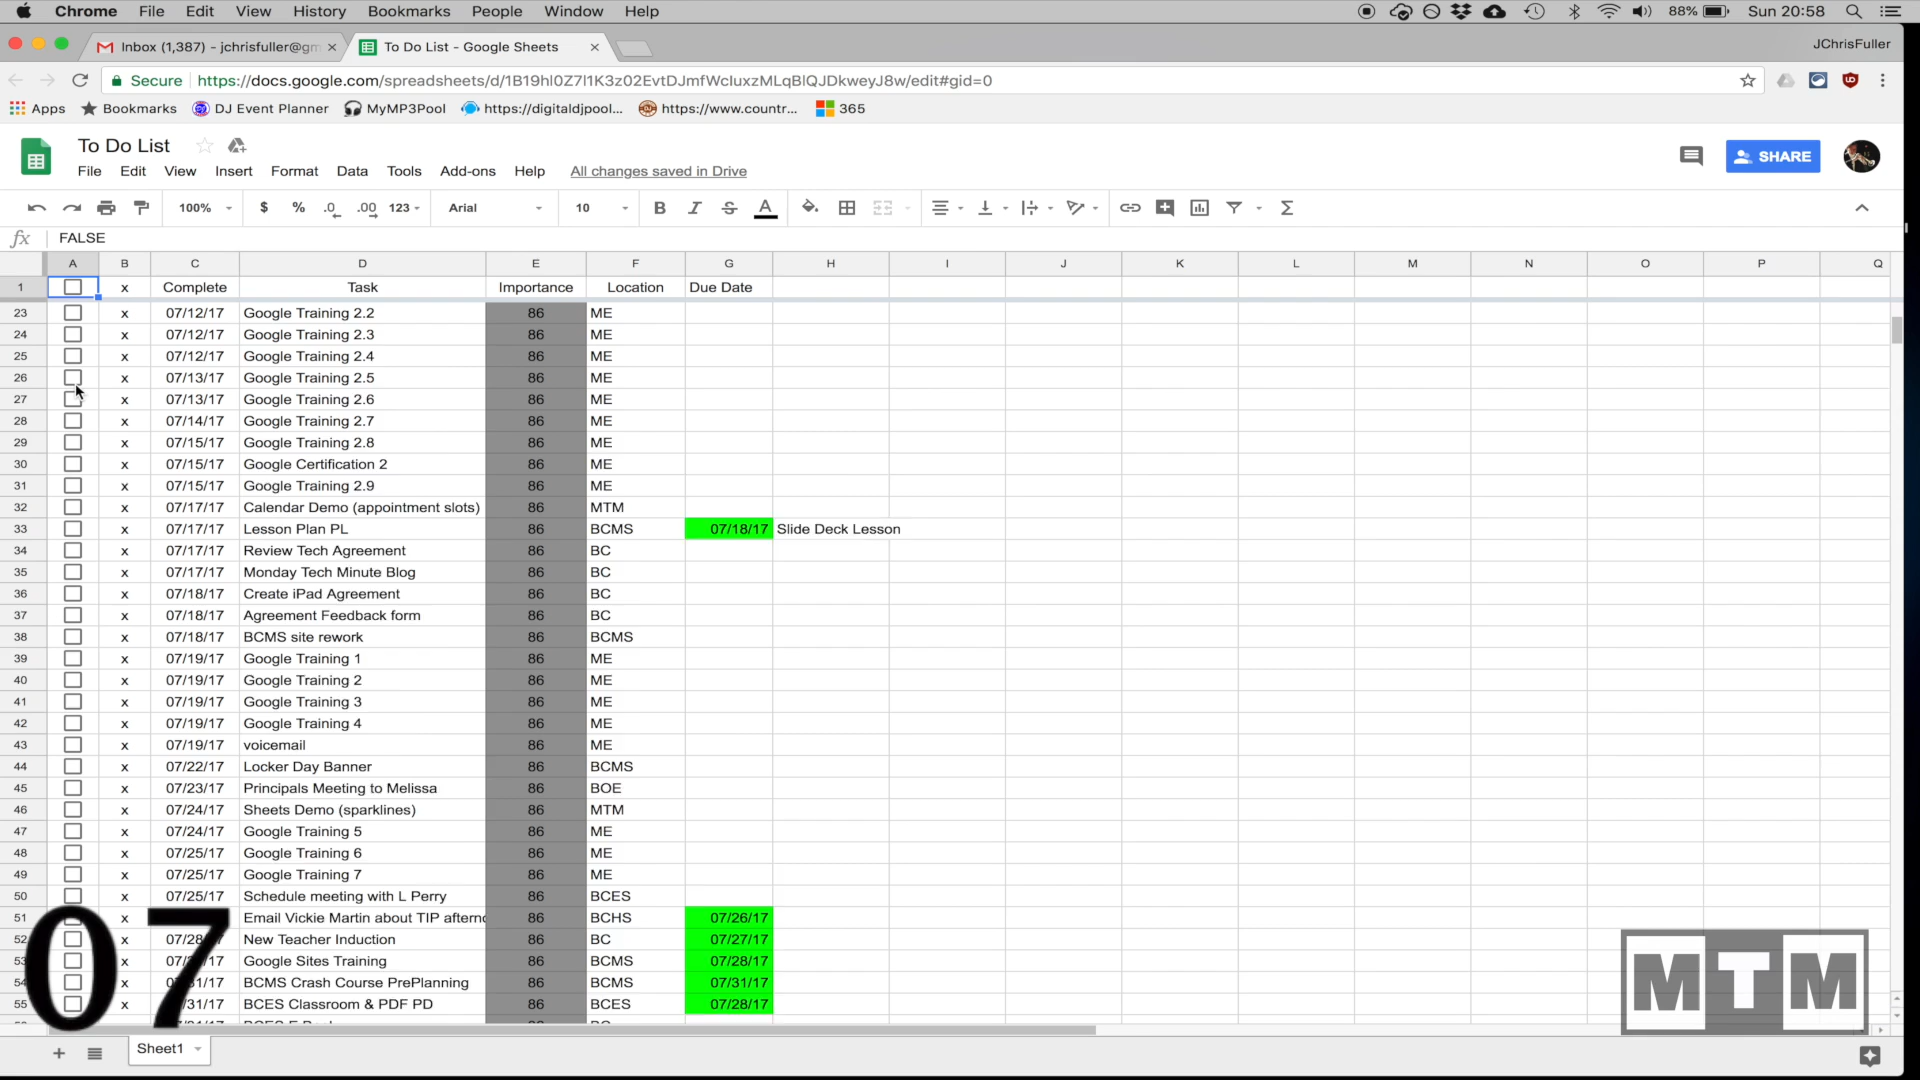 Chrome File Edit View History Bookmarks People Window Help 88% Sun 20:58
Inbox (1,387) - jchrisfuller@gm To Do List - Google Sheets JChrisFuller
Secure https://docs.google.com/spreadsheets/d/1B19hl0Z7l1K3z02EvtDJmfWcIuxzMLqBlQJDkweyJ8w/edit#gid=0
Apps Bookmarks DJ Event Planner MyMP3Pool https://digitaldjpool... https://www.countr... 365
To Do List
SHARE
File Edit View Insert Format Data Tools Add-ons Help All changes saved in Drive
100% $ % .0 .00 123 Arial 10 B I S A Σ
fx FALSE
A B C D E F G H I J K L M N O P Q
1 x Complete Task Importance Location Due Date
23 x 07/12/17 Google Training 2.2 86 ME
24 x 07/12/17 Google Training 2.3 86 ME
25 x 07/12/17 Google Training 2.4 86 ME
26 x 07/13/17 Google Training 2.5 86 ME
27 x 07/13/17 Google Training 2.6 86 ME
28 x 07/14/17 Google Training 2.7 86 ME
29 x 07/15/17 Google Training 2.8 86 ME
30 x 07/15/17 Google Certification 2 86 ME
31 x 07/15/17 Google Training 2.9 86 ME
32 x 07/17/17 Calendar Demo (appointment slots) 86 MTM
33 x 07/17/17 Lesson Plan PL 86 BCMS 07/18/17 Slide Deck Lesson
34 x 07/17/17 Review Tech Agreement 86 BC
35 x 07/17/17 Monday Tech Minute Blog 86 BC
36 x 07/18/17 Create iPad Agreement 86 BC
37 x 07/18/17 Agreement Feedback form 86 BC
38 x 07/18/17 BCMS site rework 86 BCMS
39 x 07/19/17 Google Training 1 86 ME
40 x 07/19/17 Google Training 2 86 ME
41 x 07/19/17 Google Training 3 86 ME
42 x 07/19/17 Google Training 4 86 ME
43 x 07/19/17 voicemail 86 ME
44 x 07/22/17 Locker Day Banner 86 BCMS
45 x 07/23/17 Principals Meeting to Melissa 86 BOE
46 x 07/24/17 Sheets Demo (sparklines) 86 MTM
47 x 07/24/17 Google Training 5 86 ME
48 x 07/25/17 Google Training 6 86 ME
49 x 07/25/17 Google Training 7 86 ME
50 x 07/25/17 Schedule meeting with L Perry 86 BCES
51 x Email Vickie Martin about TIP afterno 86 BCHS 07/26/17
52 x 07/28 New Teacher Induction 86 BC 07/27/17
53 x Google Sites Training 86 BCMS 07/28/17
54 x BCMS Crash Course PrePlanning 86 BCMS 07/31/17
55 x /31/17 BCES Classroom & PDF PD 86 BCES 07/28/17
07
MTM
Sheet1